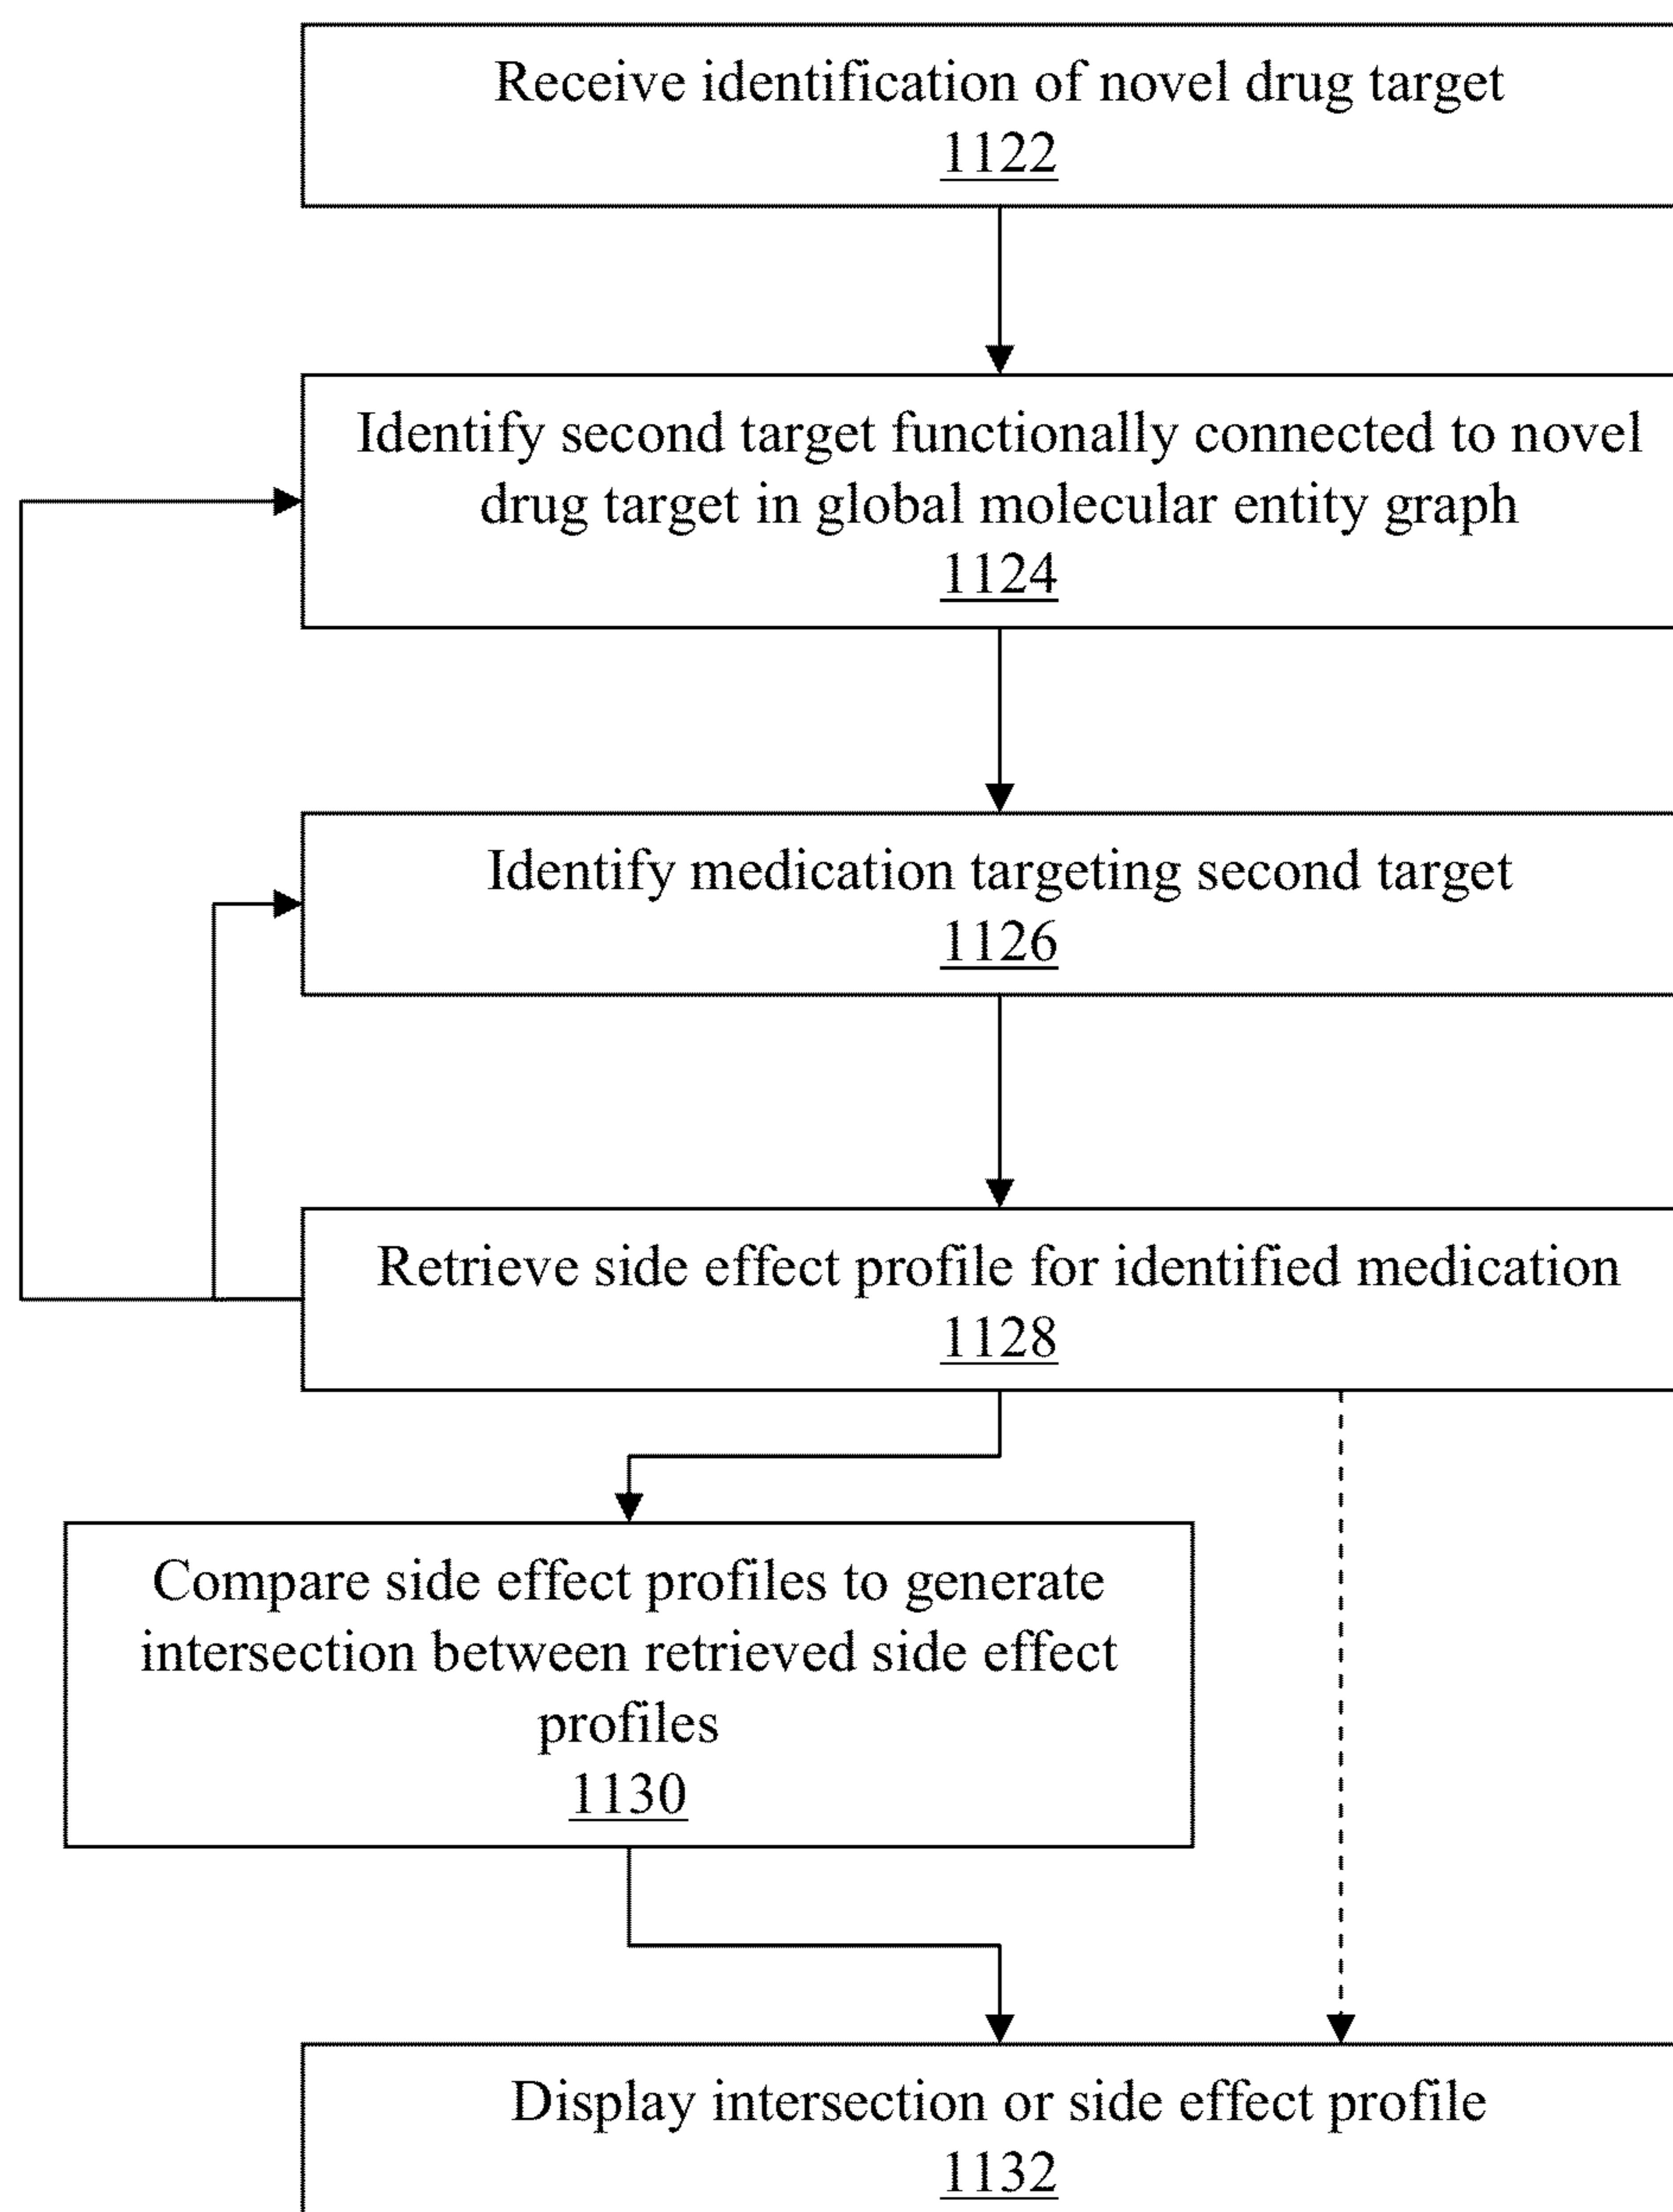 Receive identification of novel drug target
1122
Identify second target functionally connected to novel
drug target in global molecular entity graph
1124
Identify medication targeting second target
1126
Retrieve side effect profile for identified medication
1128
Compare side effect profiles to generate
intersection between retrieved side effect
profiles
1130
Display intersection or side effect profile
1132